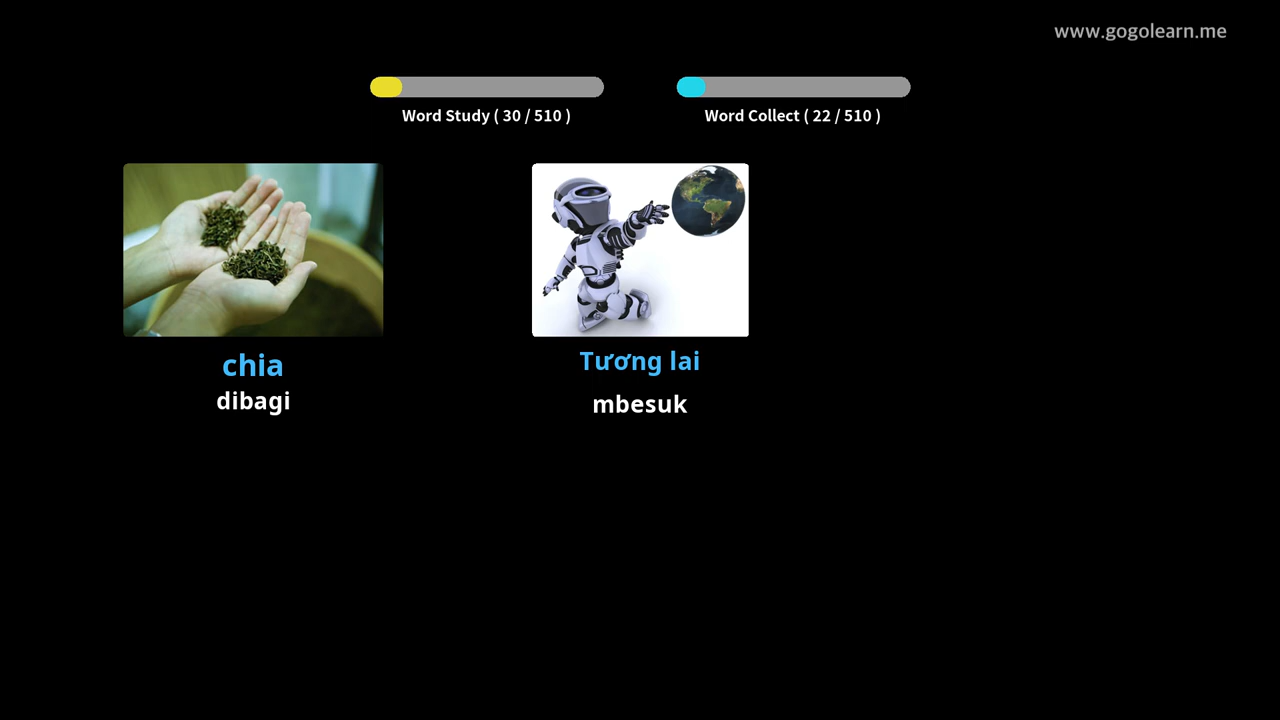 www.gogolearn.me
Word Study ( 30 / 510 )
Word Collect ( 22 / 510 )
chia
dibagi
Tương lai
mbesuk